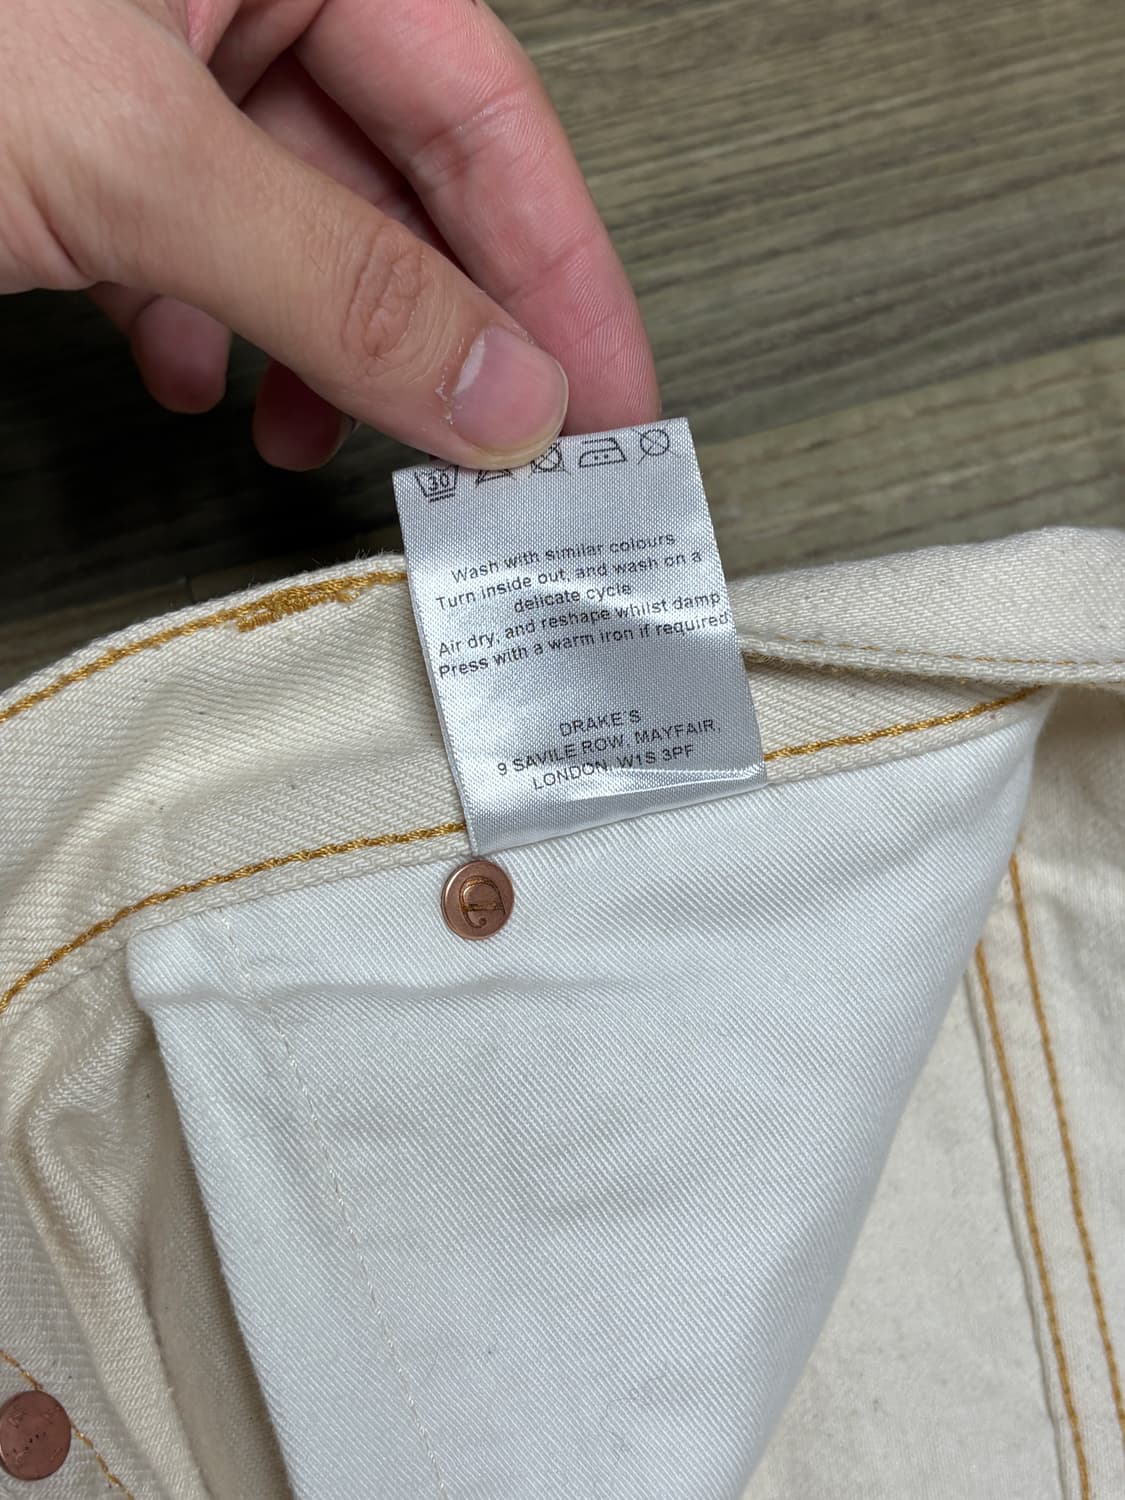 30
Wash with similar colours
Turn inside out, and wash on a
delicate cycle
Air dry, and reshape whilst damp
Press with a warm iron if required
DRAKE'S
9 SAVILE ROW, MAYFAIR,
LONDON, W1S 3PF